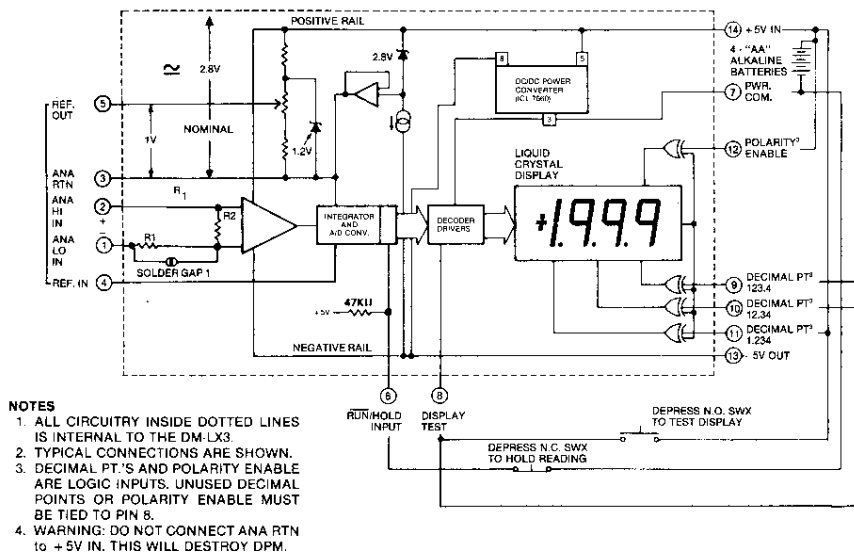 POSITIVE RAIL
14 +5V IN
4 - "AA"
ALKALINE
BATTERIES
≃
2.8V
2.8V
8
5
DC/DC POWER
CONVERTER
(ICL 7660)
3
7 PWR.
COM.
REF.
OUT
5
1V
NOMINAL
1.2V
12 POLARITY³
ENABLE
LIQUID
CRYSTAL
DISPLAY
ANA
RTN
3
R1
ANA
HI
IN
2
+
−
R2
R1
ANA
LO
IN
1
SOLDER GAP 1
REF. IN 4
INTEGRATOR
AND
A/D CONV.
DECODER
DRIVERS
+1.9.9.9
9 DECIMAL PT³
123.4
10 DECIMAL PT³
12.34
11 DECIMAL PT³
1.234
+5V
47KΩ
NEGATIVE RAIL
13 - 5V OUT
6
8
RUN/HOLD
INPUT
DISPLAY
TEST
DEPRESS N.O. SWX
TO TEST DISPLAY
DEPRESS N.C. SWX
TO HOLD READING
NOTES
1. ALL CIRCUITRY INSIDE DOTTED LINES
IS INTERNAL TO THE DM-LX3.
2. TYPICAL CONNECTIONS ARE SHOWN.
3. DECIMAL PT.'S AND POLARITY ENABLE
ARE LOGIC INPUTS. UNUSED DECIMAL
POINTS OR POLARITY ENABLE MUST
BE TIED TO PIN 8.
4. WARNING: DO NOT CONNECT ANA RTN
to +5V IN. THIS WILL DESTROY DPM.